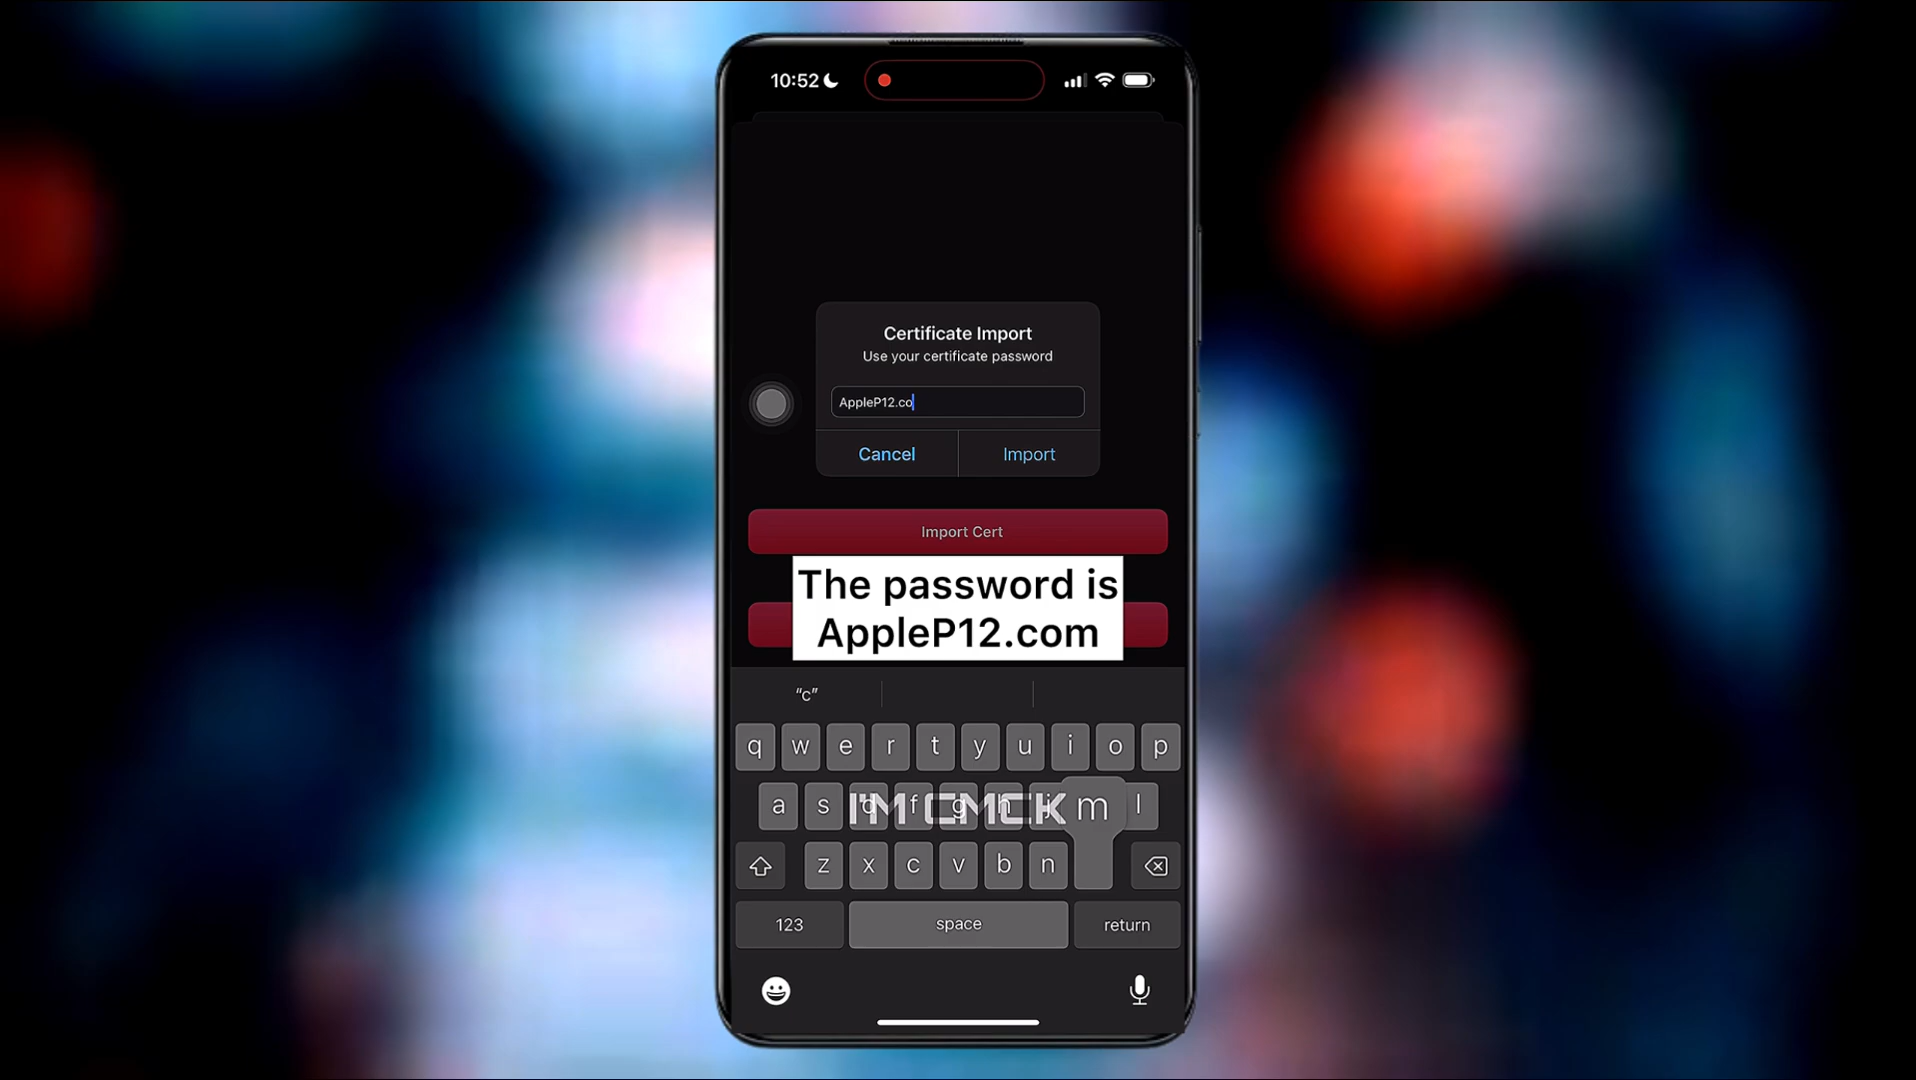 10:52
Certificate Import
Use your certificate password
AppleP12.co
Cancel Import
Import Cert
The password is
AppleP12.com
"c"
q w e r t y u i o p
a s d f g h j m l
I'M CMCK
z x c v b n
123 space return